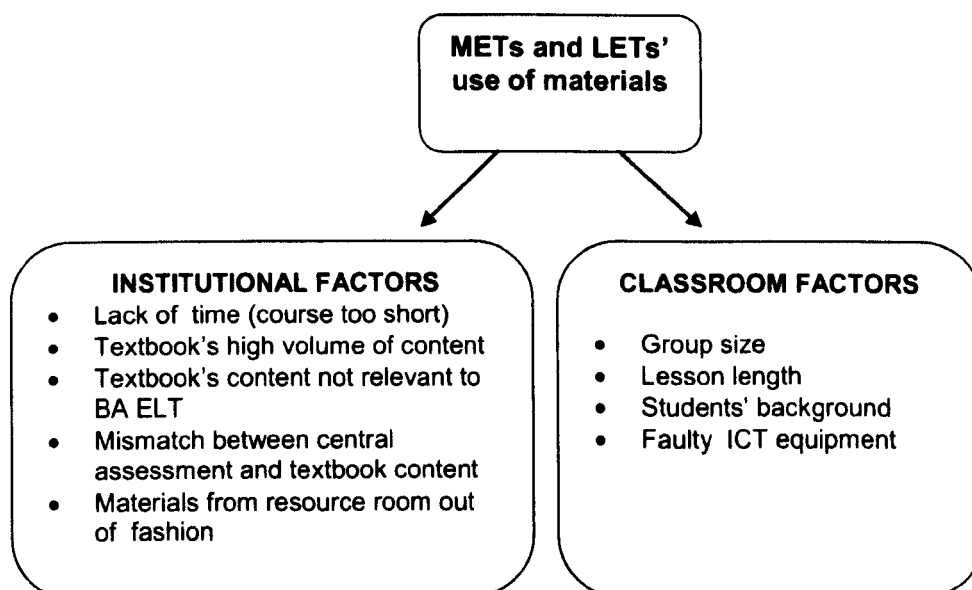 METs and LETs'
use of materials
INSTITUTIONAL FACTORS
• Lack of time (course too short)
• Textbook's high volume of content
• Textbook's content not relevant to
BA ELT
• Mismatch between central
assessment and textbook content
• Materials from resource room out
of fashion
CLASSROOM FACTORS
• Group size
• Lesson length
• Students' background
• Faulty ICT equipment